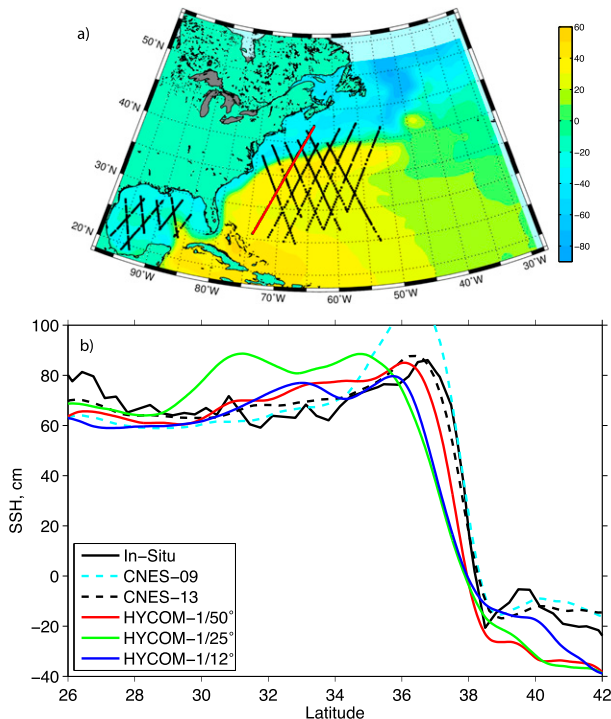 a)
50°N
40°N
30°N
20°N
90°W
80°W
70°W
60°W
50°W
40°W
30°W
60
40
20
0
-20
-40
-60
-80
b)
100
80
60
40
20
0
−20
−40
SSH, cm
In−Situ
CNES−09
CNES−13
HYCOM−1/50°
HYCOM−1/25°
HYCOM−1/12°
26 28 30 32 34 36 38 40 42
Latitude